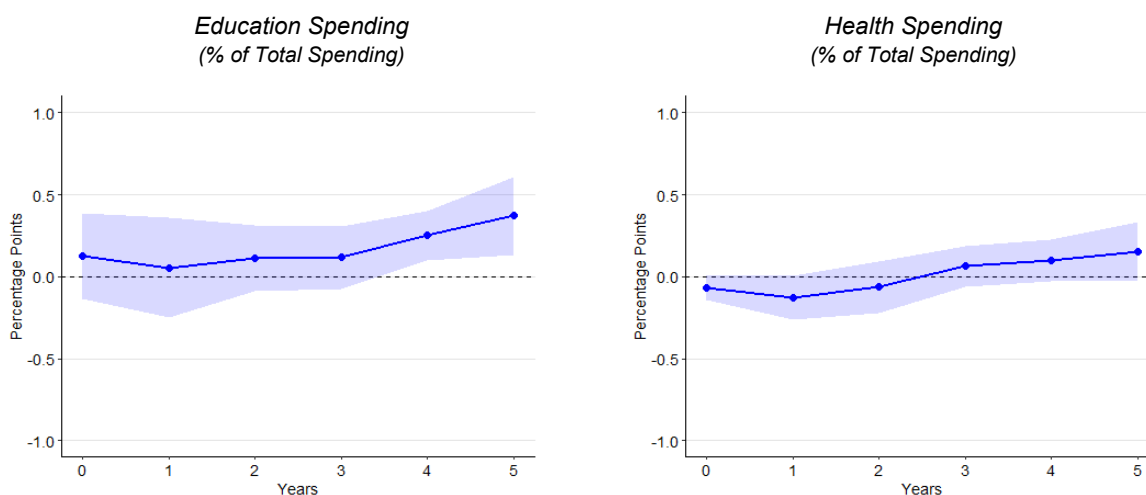 Education Spending
(% of Total Spending)
Percentage Points
1.0
0.5
0.0
-0.5
-1.0
0 1 2 3 4 5
Years
Health Spending
(% of Total Spending)
Percentage Points
1.0
0.5
0.0
-0.5
-1.0
0 1 2 3 4 5
Years